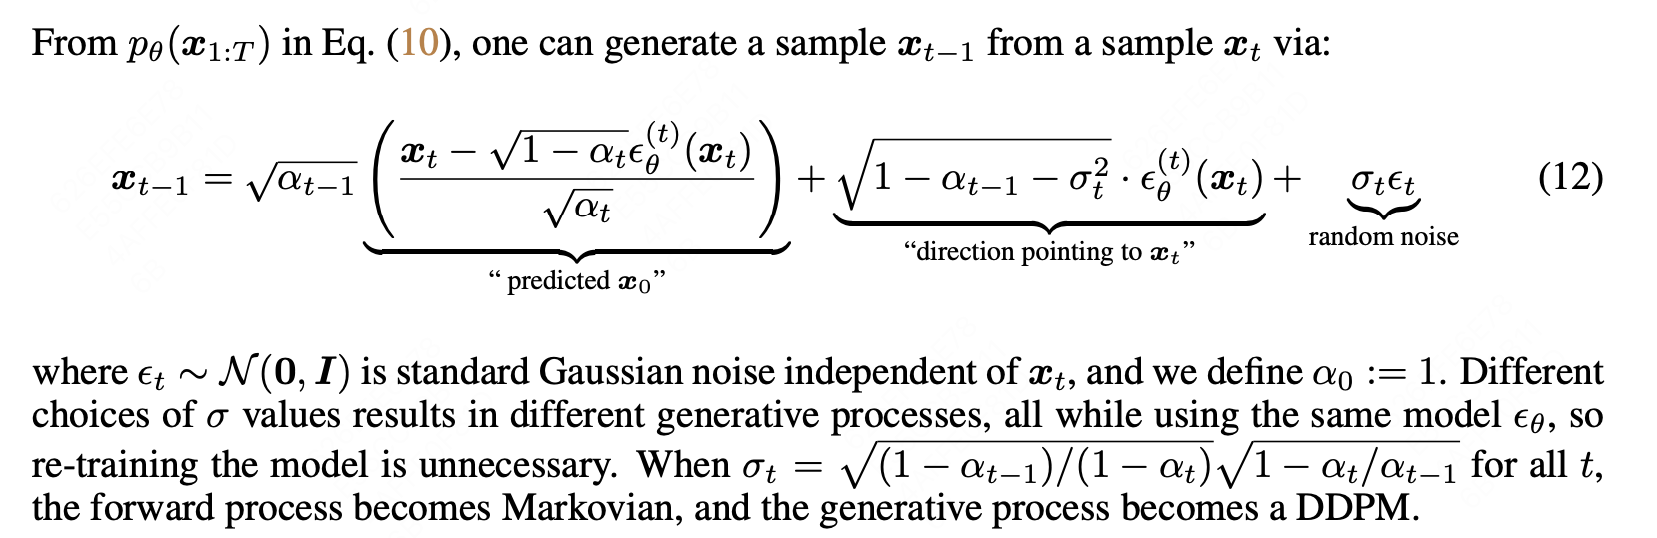 From $p_\theta(\boldsymbol{x}_{1:T})$ in Eq. (10), one can generate a sample $\boldsymbol{x}_{t-1}$ from a sample $\boldsymbol{x}_t$ via:
$$\boldsymbol{x}_{t-1} = \sqrt{\alpha_{t-1}} \underbrace{\left( \frac{\boldsymbol{x}_t - \sqrt{1 - \alpha_t} \epsilon_\theta^{(t)}(\boldsymbol{x}_t)}{\sqrt{\alpha_t}} \right)}_{\text{“ predicted } \boldsymbol{x}_0 \text{”}} + \underbrace{\sqrt{1 - \alpha_{t-1} - \sigma_t^2} \cdot \epsilon_\theta^{(t)}(\boldsymbol{x}_t)}_{\text{“direction pointing to } \boldsymbol{x}_t \text{”}} + \underbrace{\sigma_t \epsilon_t}_{\text{random noise}} \quad (12)$$
where $\epsilon_t \sim \mathcal{N}(\boldsymbol{0}, \boldsymbol{I})$ is standard Gaussian noise independent of $\boldsymbol{x}_t$, and we define $\alpha_0 := 1$. Different
choices of $\sigma$ values results in different generative processes, all while using the same model $\epsilon_\theta$, so
re-training the model is unnecessary. When $\sigma_t = \sqrt{(1 - \alpha_{t-1})/(1 - \alpha_t)} \sqrt{1 - \alpha_t/\alpha_{t-1}}$ for all $t$,
the forward process becomes Markovian, and the generative process becomes a DDPM.